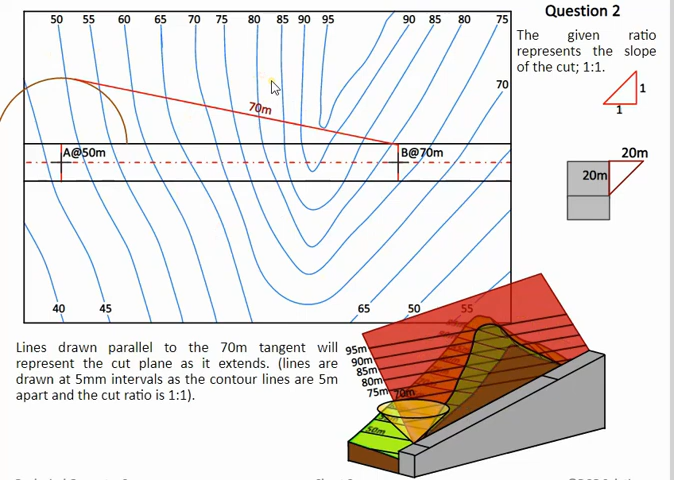 Question 2
The given ratio
represents the slope
of the cut; 1:1.
1
1
20m
20m
50 55 60 65 70 75 80 85 90 95 90 85 80 75
70
70m
A@50m
B@70m
40 45 65 50 55
Lines drawn parallel to the 70m tangent will
represent the cut plane as it extends. (lines are
drawn at 5mm intervals as the contour lines are 5m
apart and the cut ratio is 1:1).
95m
90m
85m
80m
75m 70m
50m